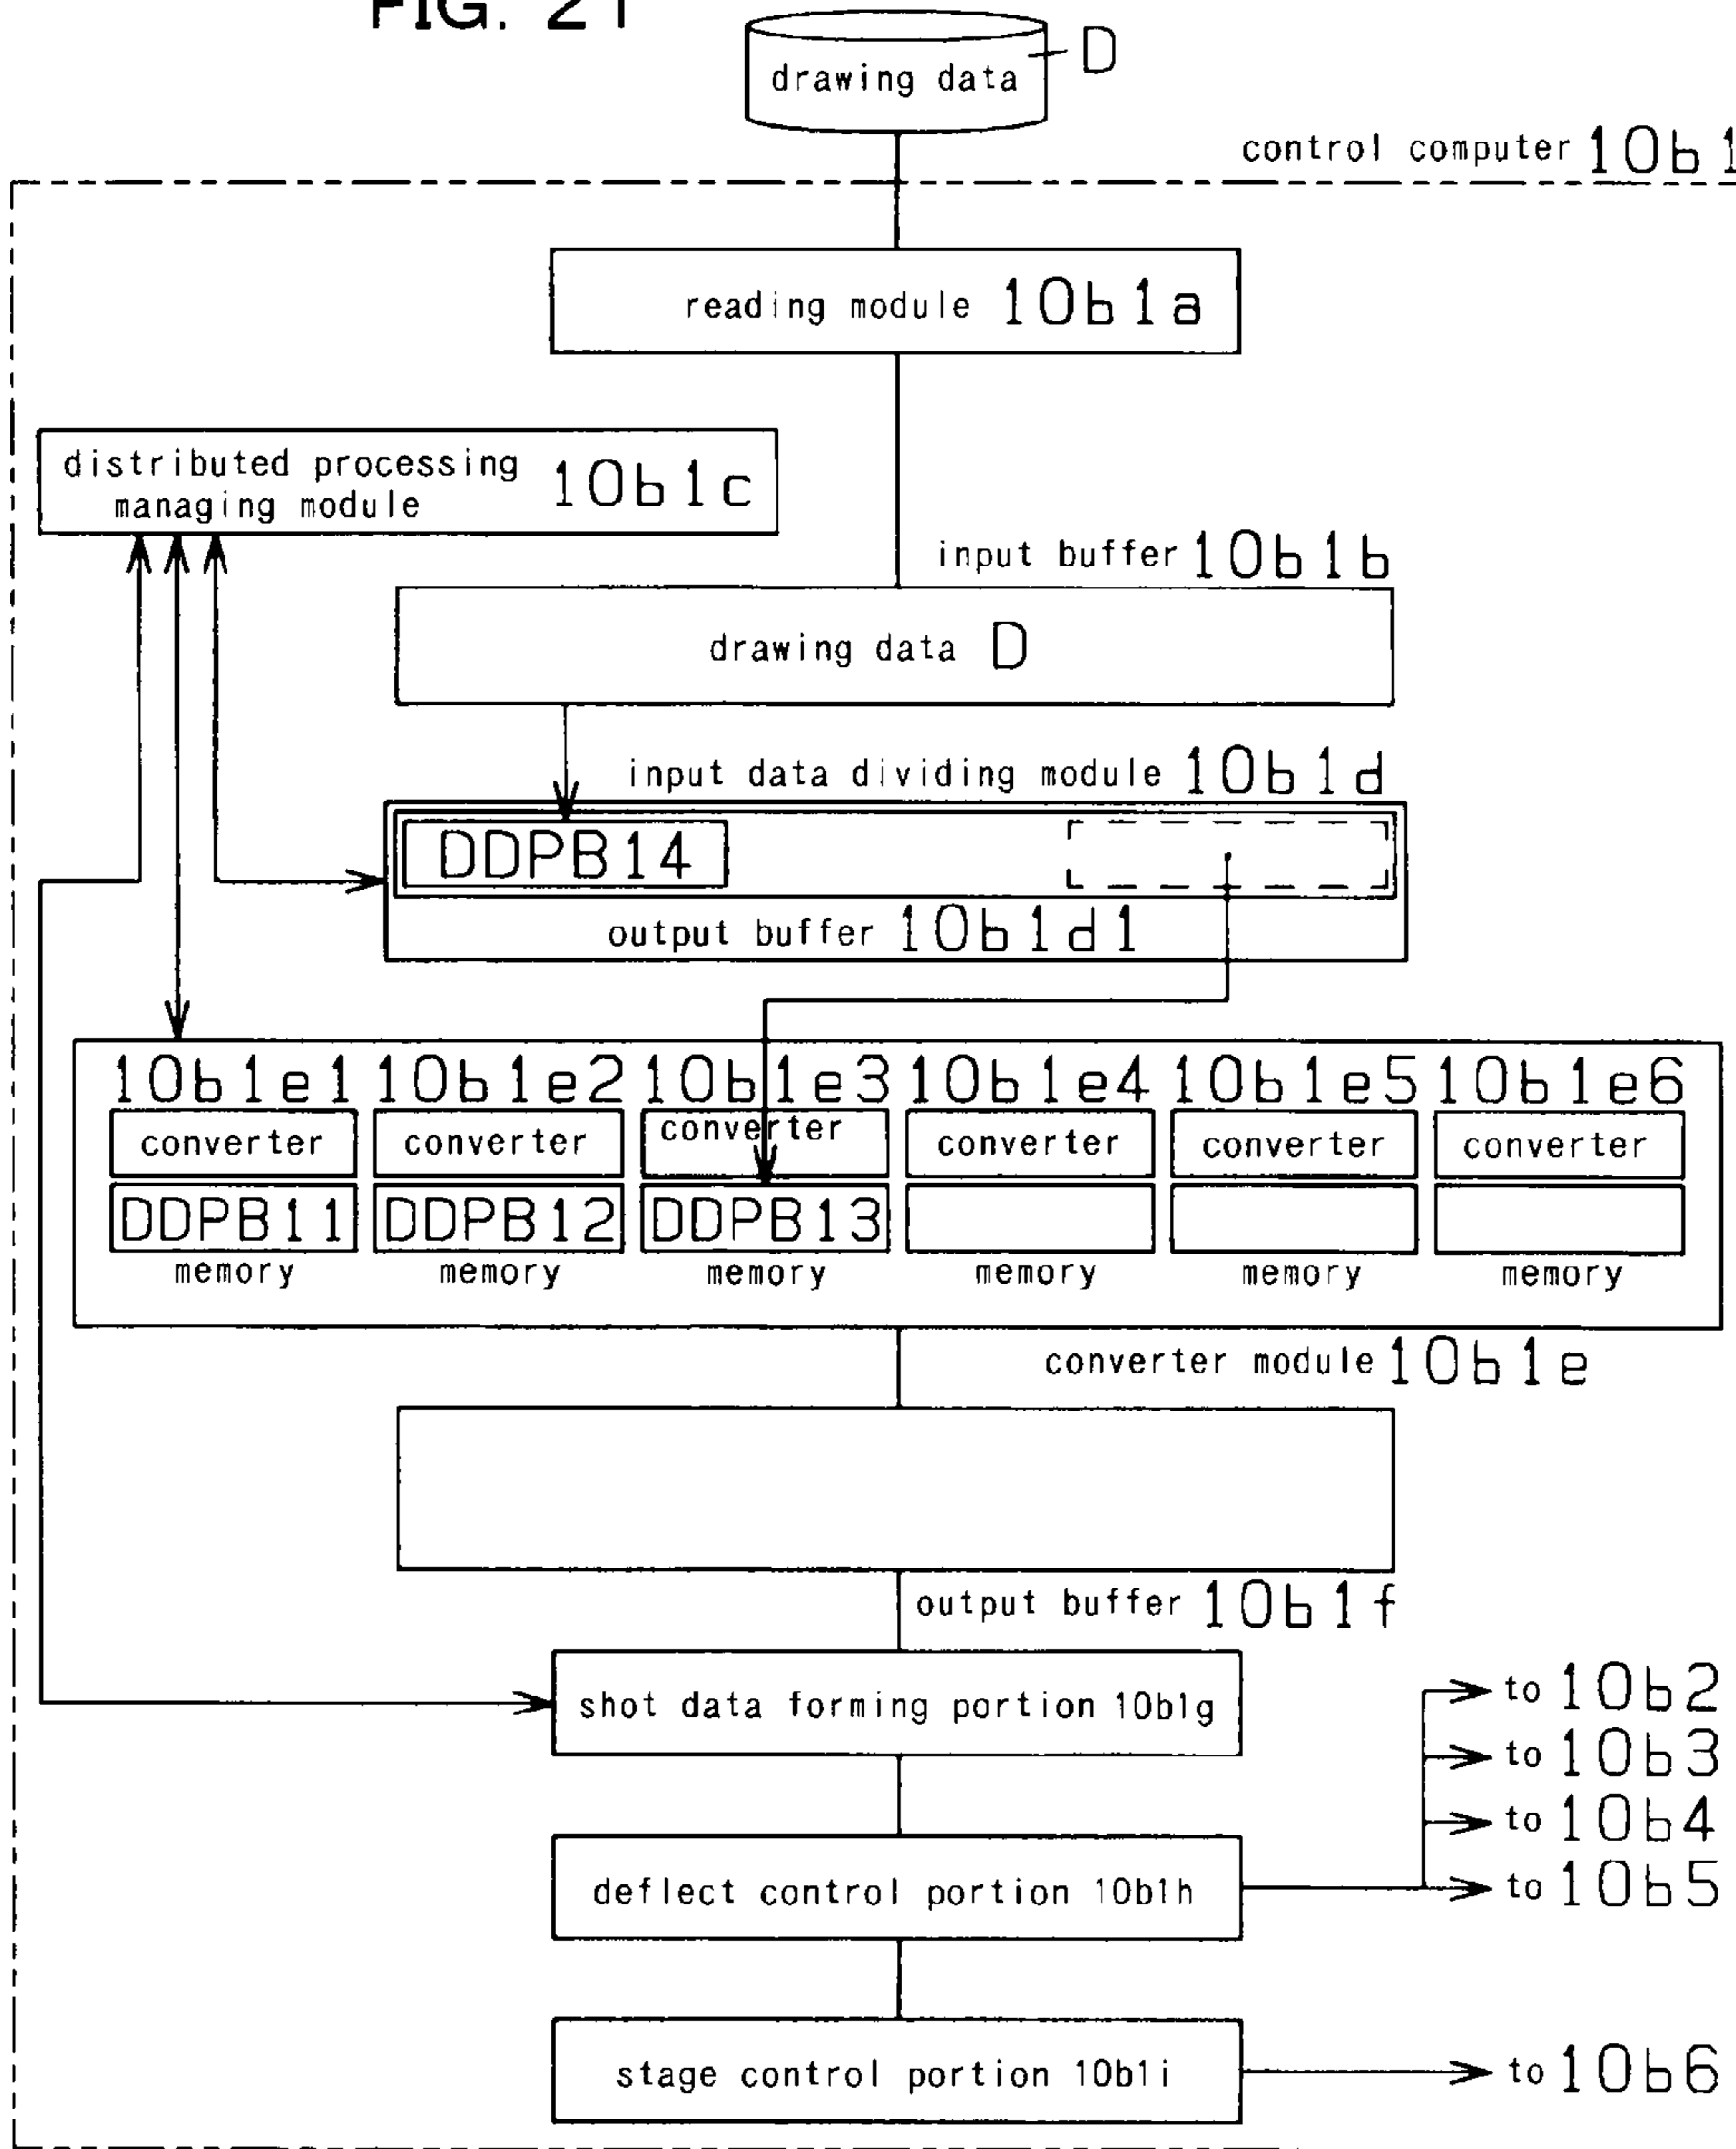 FIG. 21
drawing data
D
control computer 10b1
reading module 10b1a
distributed processing
managing module 10b1c
input buffer 10b1b
drawing data D
input data dividing module 10b1d
DDPB14
output buffer 10b1d1
10b1e1 10b1e2 10b1e3 10b1e4 10b1e5 10b1e6
converter converter converter converter converter converter
DDPB11 DDPB12 DDPB13
memory memory memory memory memory memory
converter module 10b1e
output buffer 10b1f
shot data forming portion 10b1g
to 10b2
to 10b3
to 10b4
deflect control portion 10b1h
to 10b5
stage control portion 10b1i
to 10b6